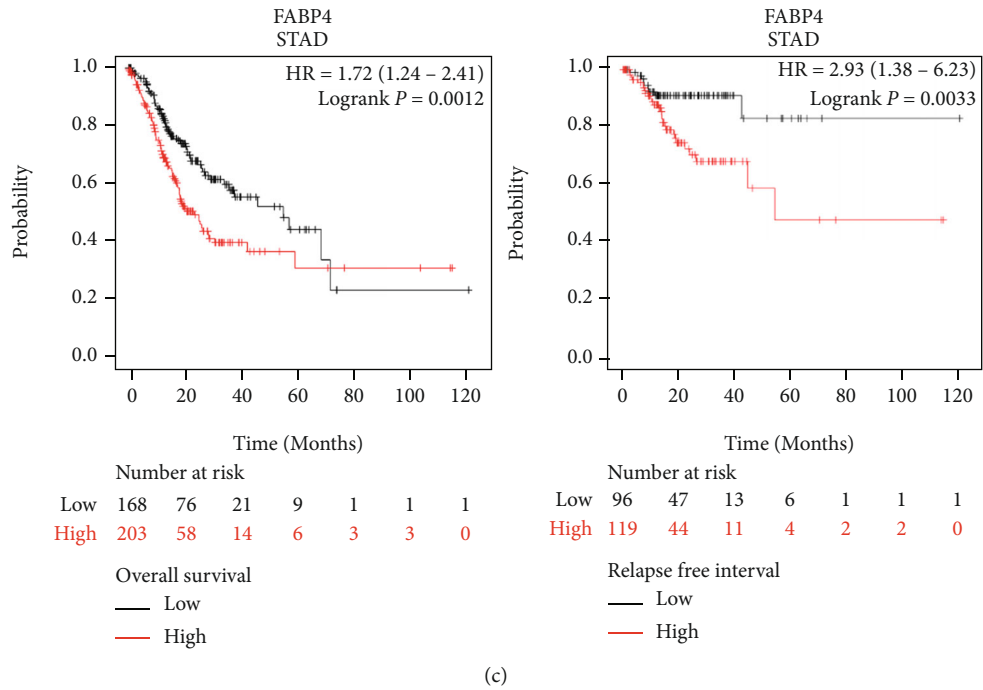 FABP4
STAD
HR = 1.72 (1.24 – 2.41)
Logrank P = 0.0012
1.0
0.8
0.6
0.4
0.2
0.0
Probability
0 20 40 60 80 100 120
Time (Months)
Number at risk
Low 168 76 21 9 1 1 1
High 203 58 14 6 3 3 0
Overall survival
Low
High
FABP4
STAD
HR = 2.93 (1.38 – 6.23)
Logrank P = 0.0033
1.0
0.8
0.6
0.4
0.2
0.0
Probability
0 20 40 60 80 100 120
Time (Months)
Number at risk
Low 96 47 13 6 1 1 1
High 119 44 11 4 2 2 0
Relapse free interval
Low
High
(c)